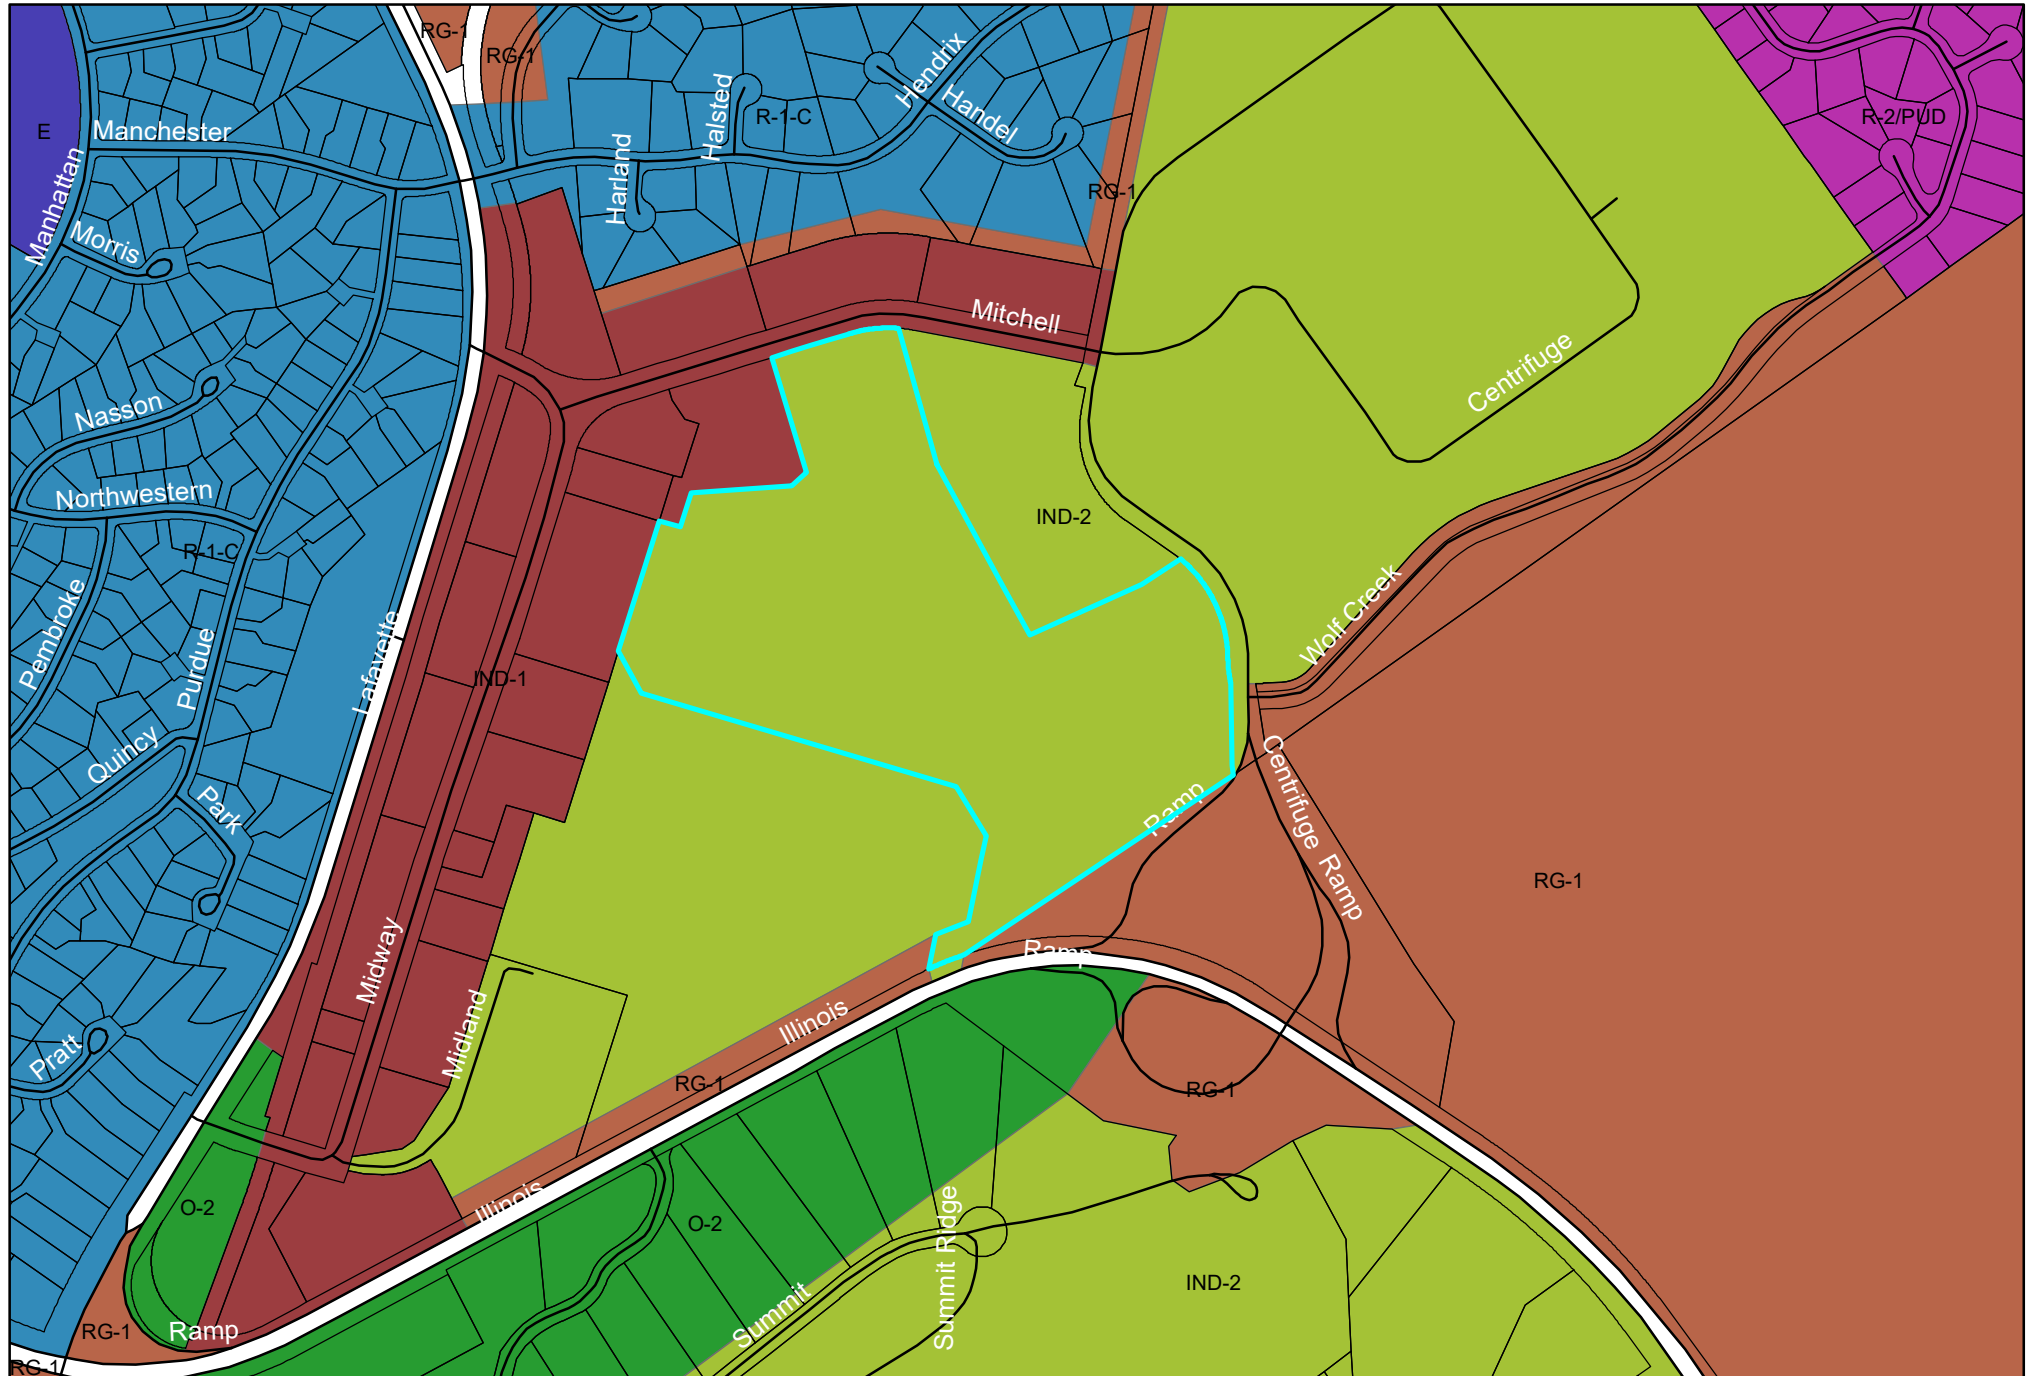 RG-1
RG-1
Hendrix
Halsted
R-1-C
Handel
R-2/PUD
E
Manchester
Harland
Manhattan
RG-1
Morris
Mitchell
Centrifuge
Nasson
Northwestern
IND-2
R-1-C
Pembroke
Wolf Creek
Purdue
Lafayette
IND-1
Quincy
Centrifuge Ramp
Park
Ramp
RG-1
Midway
Ramp
Illinois
Midland
Pratt
RG-1
RG-1
Illinois
O-2
O-2
Summit Ridge
IND-2
Summit
RG-1
Ramp
RG-1